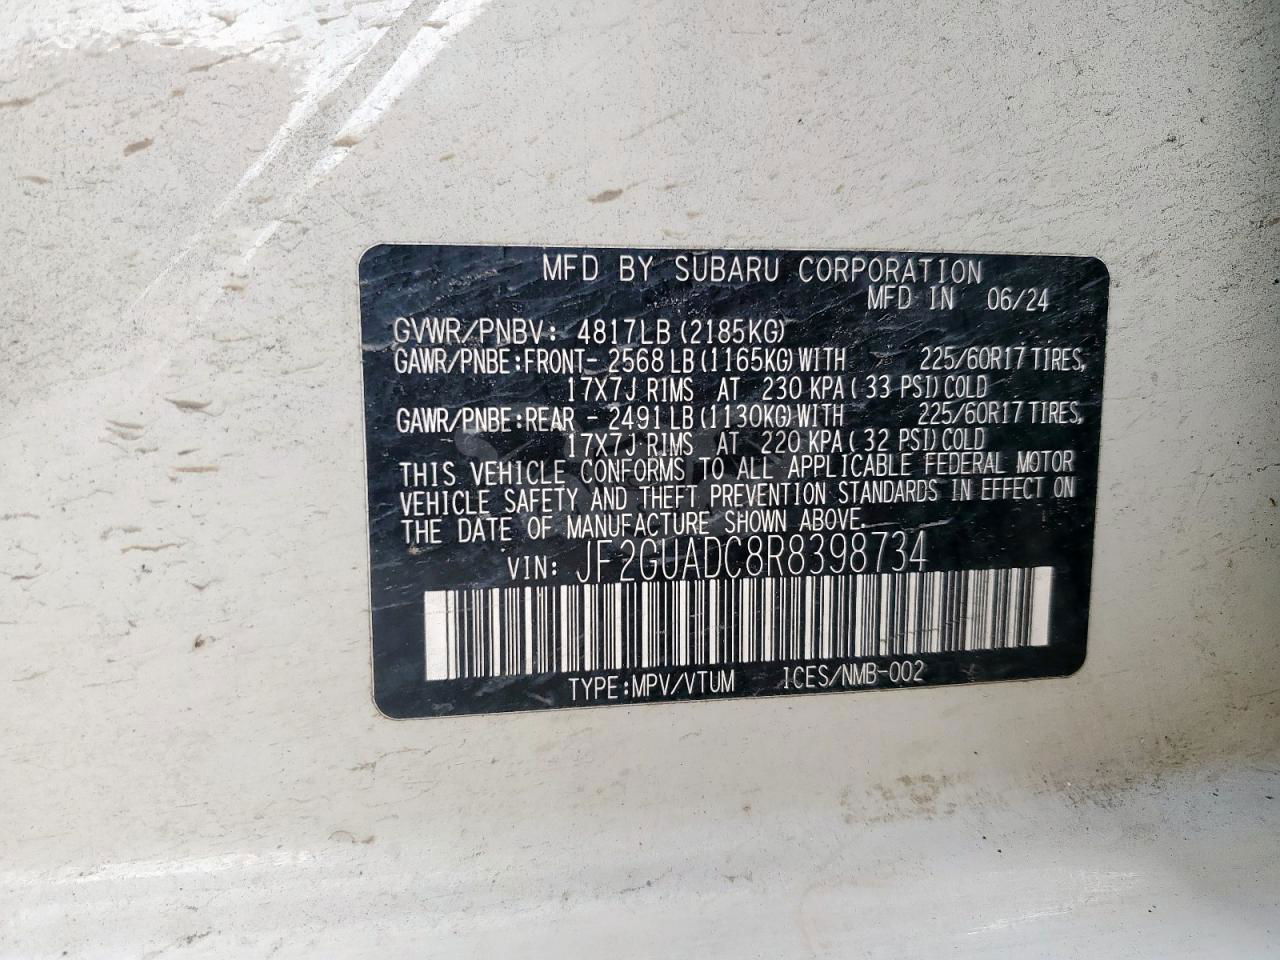 MFD BY SUBARU CORPORATION
MFD IN 06/24
GVWR/PNBV: 4817LB (2185KG)
GAWR/PNBE:FRONT- 2568 LB (1165KG) WITH 225/60R17 TIRES,
17X7J RIMS AT 230 KPA ( 33 PSI) COLD
GAWR/PNBE:REAR - 2491 LB (1130KG) WITH 225/60R17 TIRES,
17X7J RIMS AT 220 KPA ( 32 PSI) COLD
THIS VEHICLE CONFORMS TO ALL APPLICABLE FEDERAL MOTOR
VEHICLE SAFETY AND THEFT PREVENTION STANDARDS IN EFFECT ON
THE DATE OF MANUFACTURE SHOWN ABOVE.
VIN: JF2GUADC8R8398734
TYPE:MPV/VTUM ICES/NMB-002